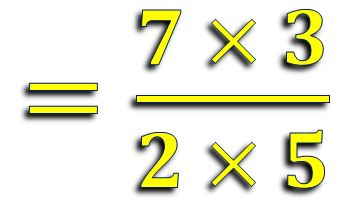 = 7 × 3
2 × 5